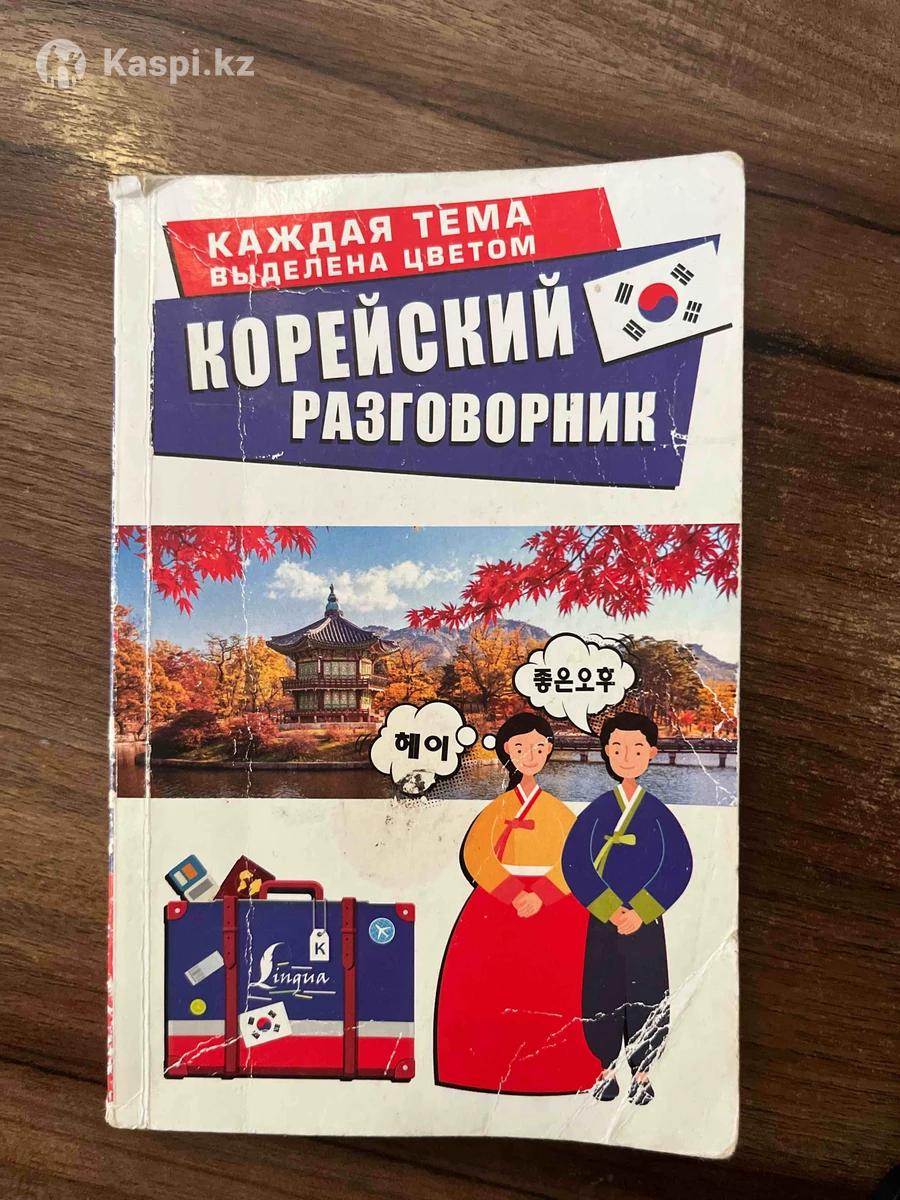 Kaspi.kz
КАЖДАЯ ТЕМА
ВЫДЕЛЕНА ЦВЕТОМ
КОРЕЙСКИЙ
РАЗГОВОРНИК
좋은오후
헤이
K
Lingua